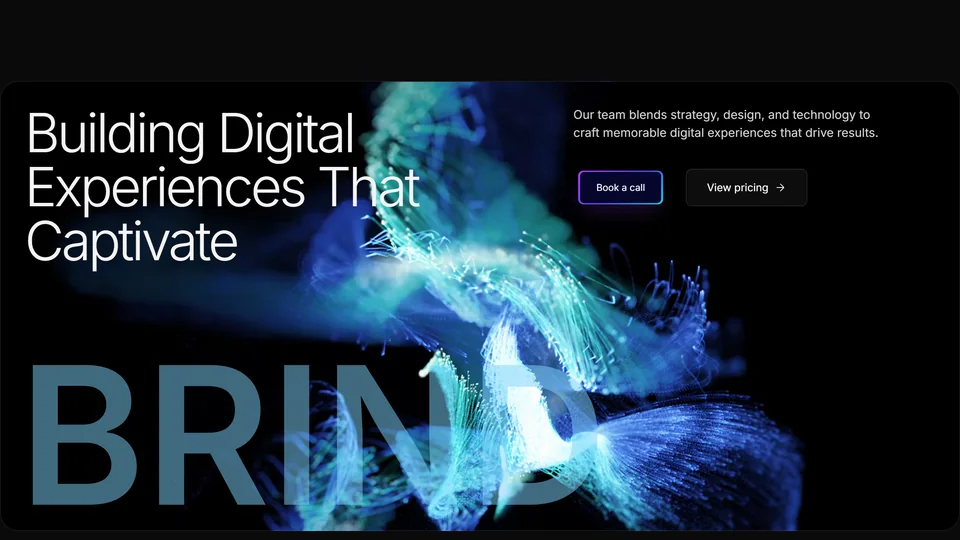 Building Digital
Experiences That
Captivate
Our team blends strategy, design, and technology to
craft memorable digital experiences that drive results.
Book a call
View pricing →
BRIND